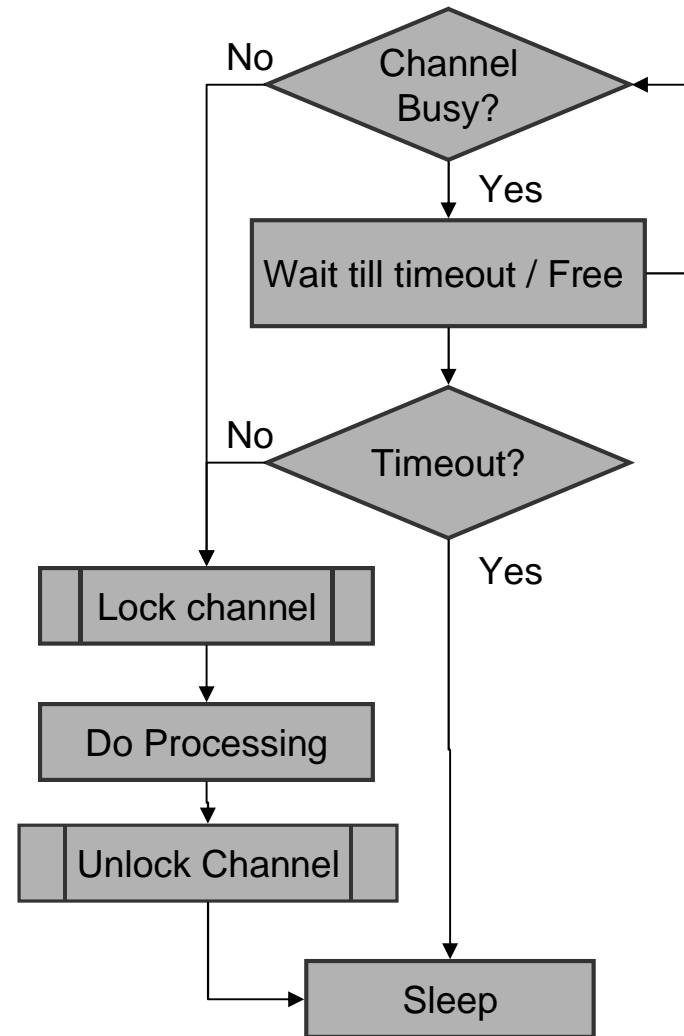 No
Channel
Busy?
Yes
Wait till timeout / Free
No
Timeout?
Yes
Lock channel
Do Processing
Unlock Channel
Sleep